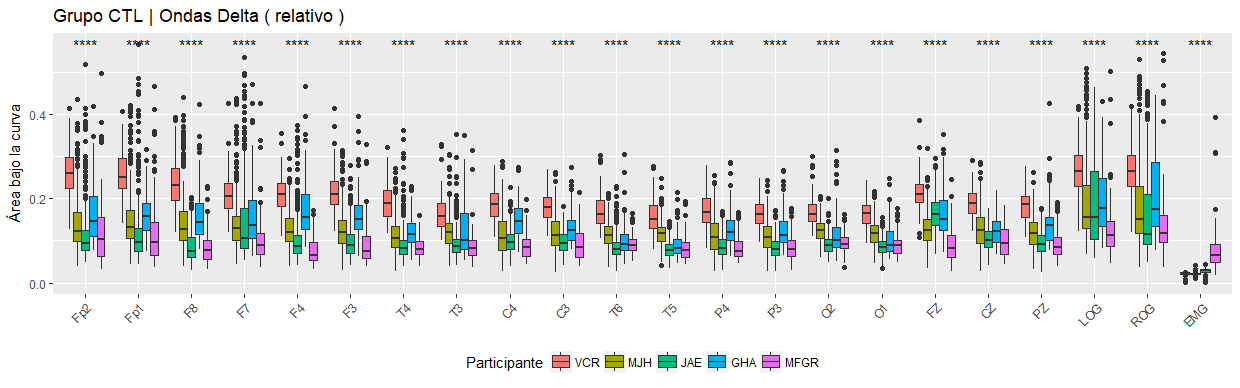 Grupo CTL | Ondas Delta ( relativo )
**** **** **** **** **** **** **** **** **** **** **** **** **** **** **** **** **** **** **** **** **** ****
Área bajo la curva
0.4
0.2
0.0
Fp2 Fp1 F8 F7 F4 F3 T4 T3 C4 C3 T6 T5 P4 P3 O2 O1 FZ CZ PZ LOG ROG EMG
Participante VCR MJH JAE GHA MFGR